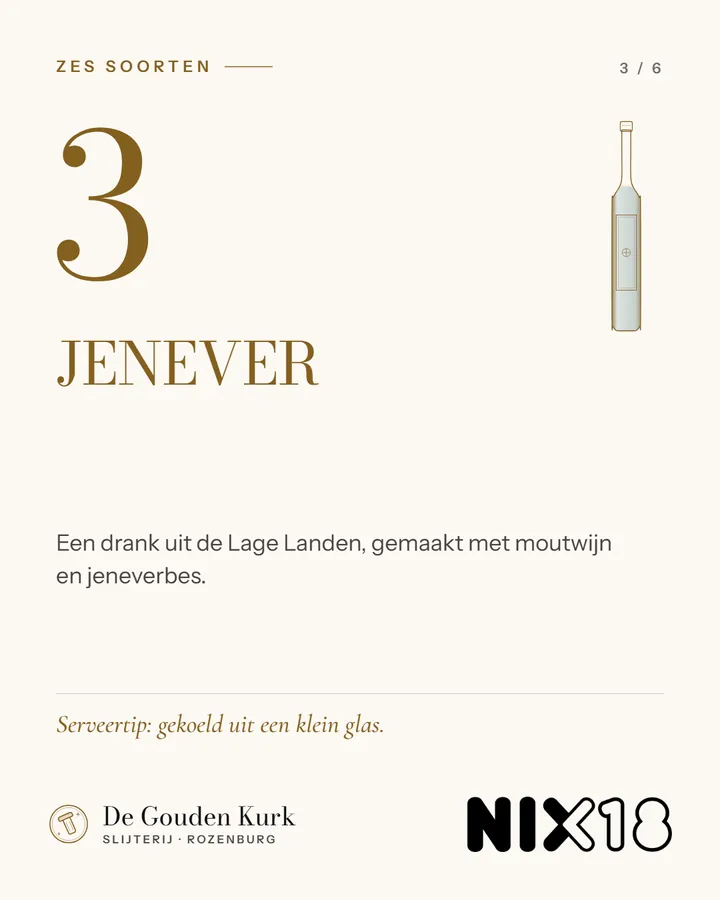 ZES SOORTEN
3 / 6
3
JENEVER
Een drank uit de Lage Landen, gemaakt met moutwijn
en jeneverbes.
Serveertip: gekoeld uit een klein glas.
De Gouden Kurk
SLIJTERIJ · ROZENBURG
NIX18